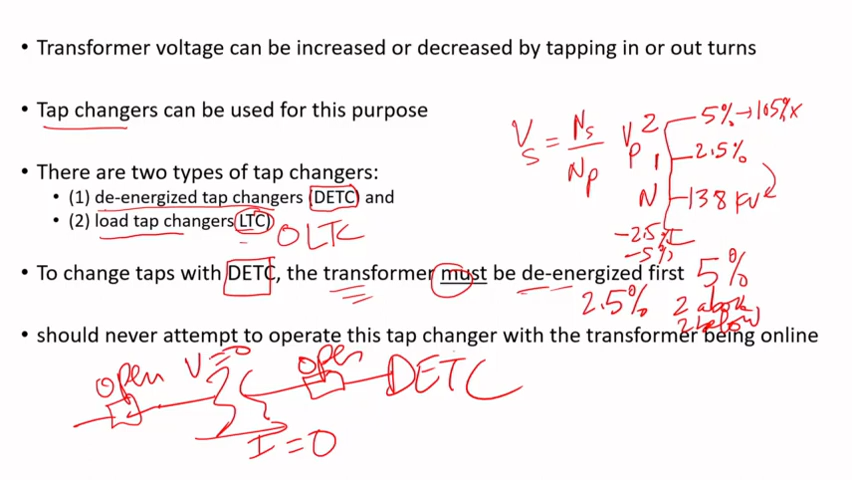 • Transformer voltage can be increased or decreased by tapping in or out turns
• Tap changers can be used for this purpose
• There are two types of tap changers:
• (1) de-energized tap changers (DETC) and
• (2) load tap changers (LTC)
OLTC
Vs = Ns/Np Vp
2 5% → 105%
1 2.5%
N 138 KV
-2.5%
-5%
• To change taps with DETC, the transformer must be de-energized first
5%
2.5% 2 above
2 below
• should never attempt to operate this tap changer with the transformer being online
open V=0 open DETC
I=0